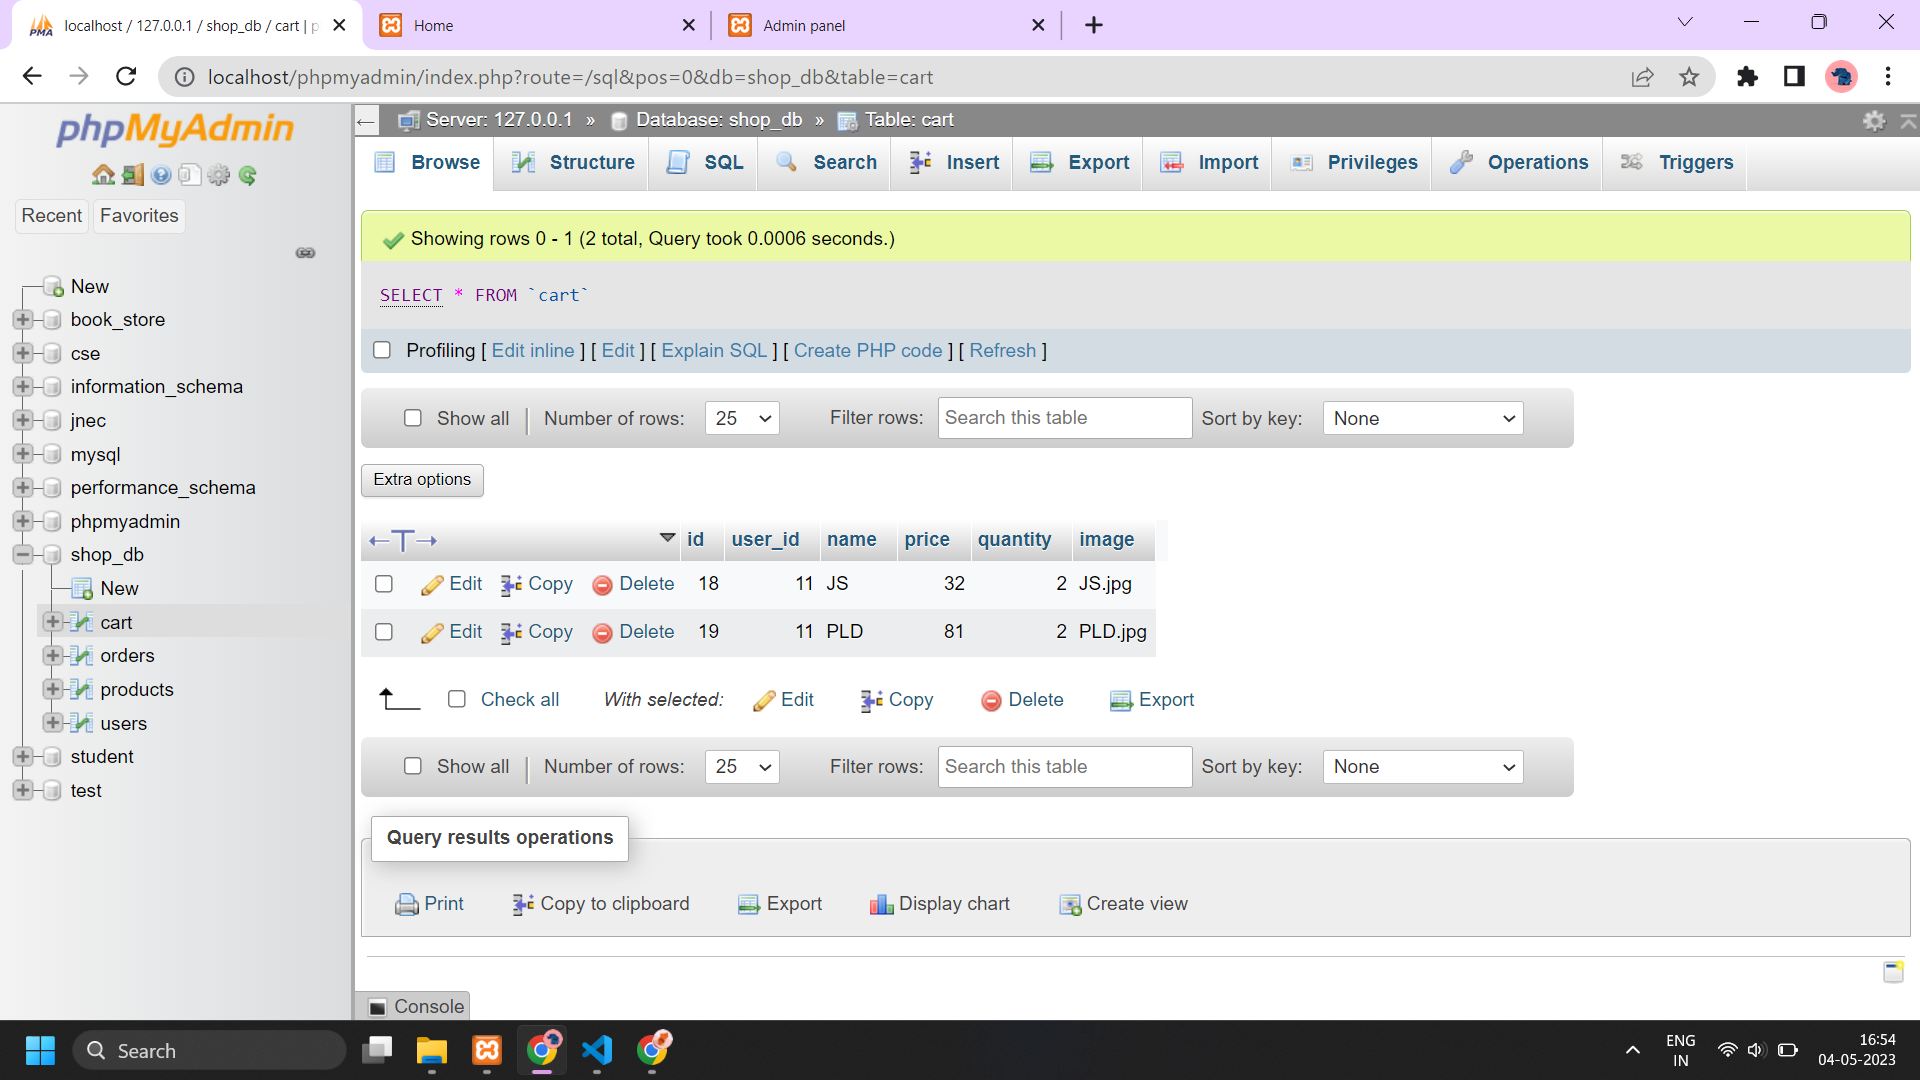 localhost / 127.0.0.1 / shop_db / cart | p
Home
Admin panel
localhost/phpmyadmin/index.php?route=/sql&pos=0&db=shop_db&table=cart
phpMyAdmin
Recent
Favorites
New
book_store
cse
information_schema
jnec
mysql
performance_schema
phpmyadmin
shop_db
New
cart
orders
products
users
student
test
← Server: 127.0.0.1 » Database: shop_db » Table: cart
Browse Structure SQL Search Insert Export Import Privileges Operations Triggers
Showing rows 0 - 1 (2 total, Query took 0.0006 seconds.)
SELECT * FROM `cart`
Profiling [ Edit inline ] [ Edit ] [ Explain SQL ] [ Create PHP code ] [ Refresh ]
Show all | Number of rows: 25 Filter rows: Search this table Sort by key: None
Extra options
←T→ id user_id name price quantity image
Edit Copy Delete 18 11 JS 32 2 JS.jpg
Edit Copy Delete 19 11 PLD 81 2 PLD.jpg
Check all With selected: Edit Copy Delete Export
Show all | Number of rows: 25 Filter rows: Search this table Sort by key: None
Query results operations
Print Copy to clipboard Export Display chart Create view
Console
Search
ENG
IN
16:54
04-05-2023